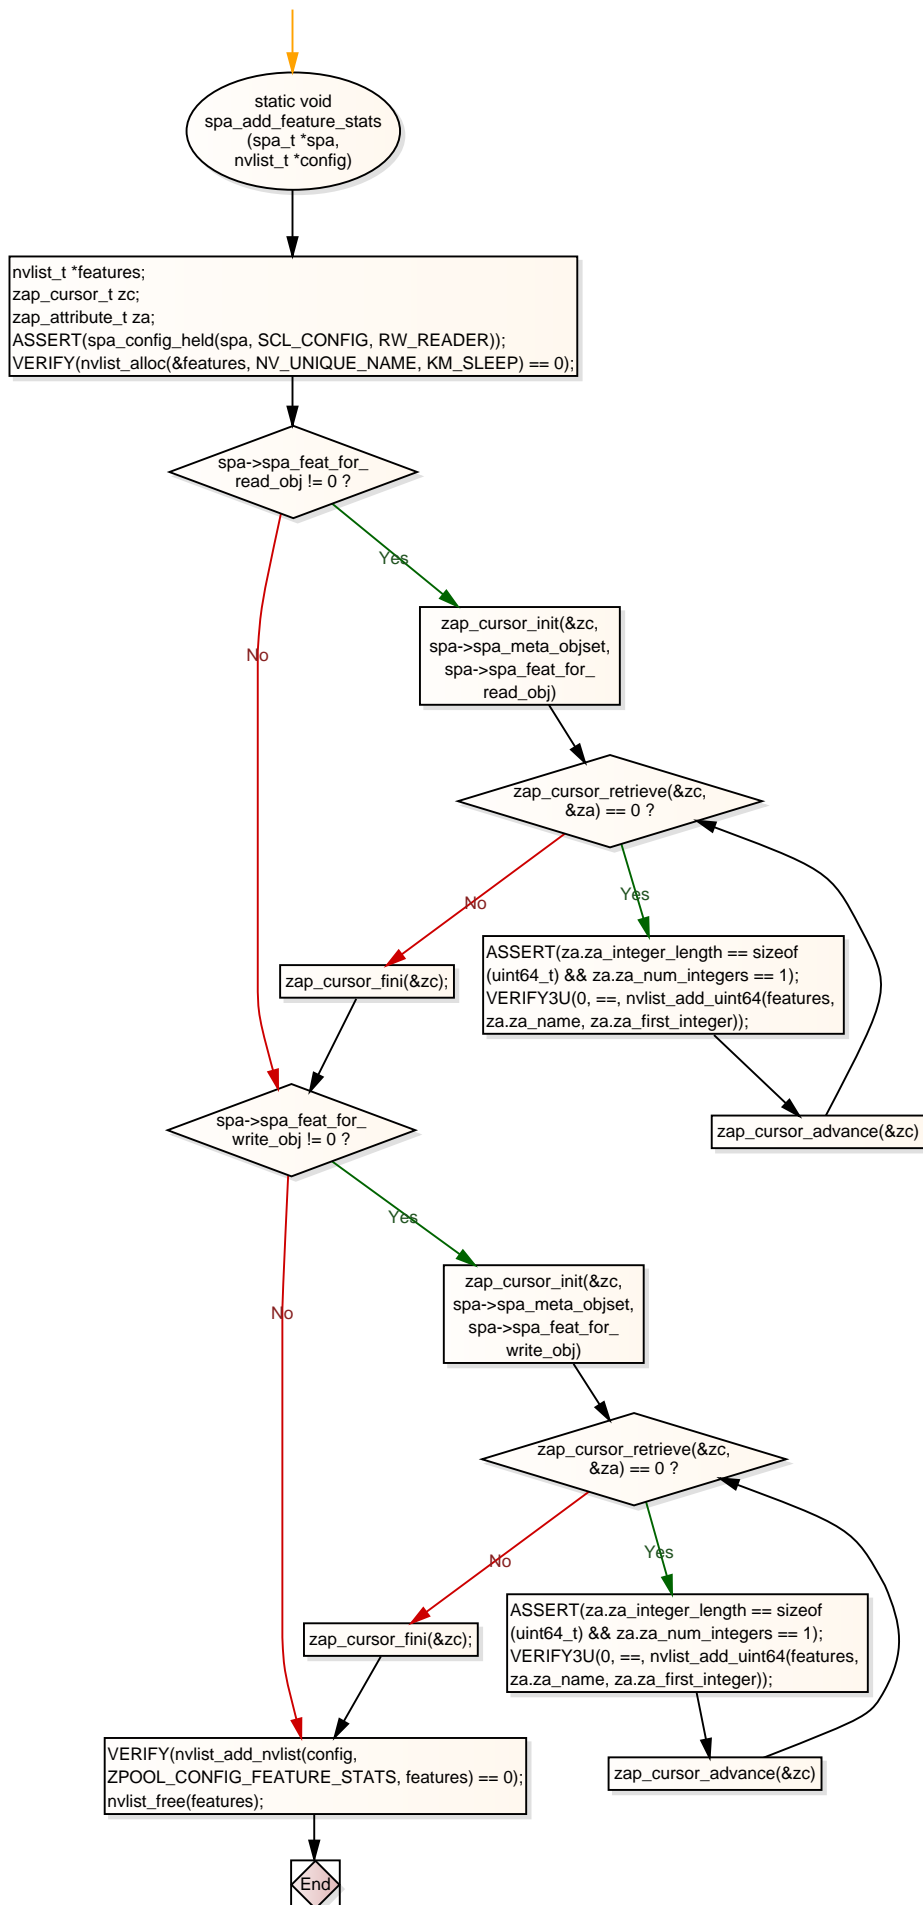 static void
spa_add_feature_stats
(spa_t *spa,
nvlist_t *config)
nvlist_t *features;
zap_cursor_t zc;
zap_attribute_t za;
ASSERT(spa_config_held(spa, SCL_CONFIG, RW_READER));
VERIFY(nvlist_alloc(&features, NV_UNIQUE_NAME, KM_SLEEP) == 0);
spa->spa_feat_for_
read_obj != 0 ?
Yes
No
zap_cursor_init(&zc,
spa->spa_meta_objset,
spa->spa_feat_for_
read_obj)
zap_cursor_retrieve(&zc,
&za) == 0 ?
Yes
No
ASSERT(za.za_integer_length == sizeof
(uint64_t) && za.za_num_integers == 1);
VERIFY3U(0, ==, nvlist_add_uint64(features,
za.za_name, za.za_first_integer));
zap_cursor_fini(&zc);
zap_cursor_advance(&zc)
spa->spa_feat_for_
write_obj != 0 ?
Yes
No
zap_cursor_init(&zc,
spa->spa_meta_objset,
spa->spa_feat_for_
write_obj)
zap_cursor_retrieve(&zc,
&za) == 0 ?
Yes
No
ASSERT(za.za_integer_length == sizeof
(uint64_t) && za.za_num_integers == 1);
VERIFY3U(0, ==, nvlist_add_uint64(features,
za.za_name, za.za_first_integer));
zap_cursor_fini(&zc);
zap_cursor_advance(&zc)
VERIFY(nvlist_add_nvlist(config,
ZPOOL_CONFIG_FEATURE_STATS, features) == 0);
nvlist_free(features);
End